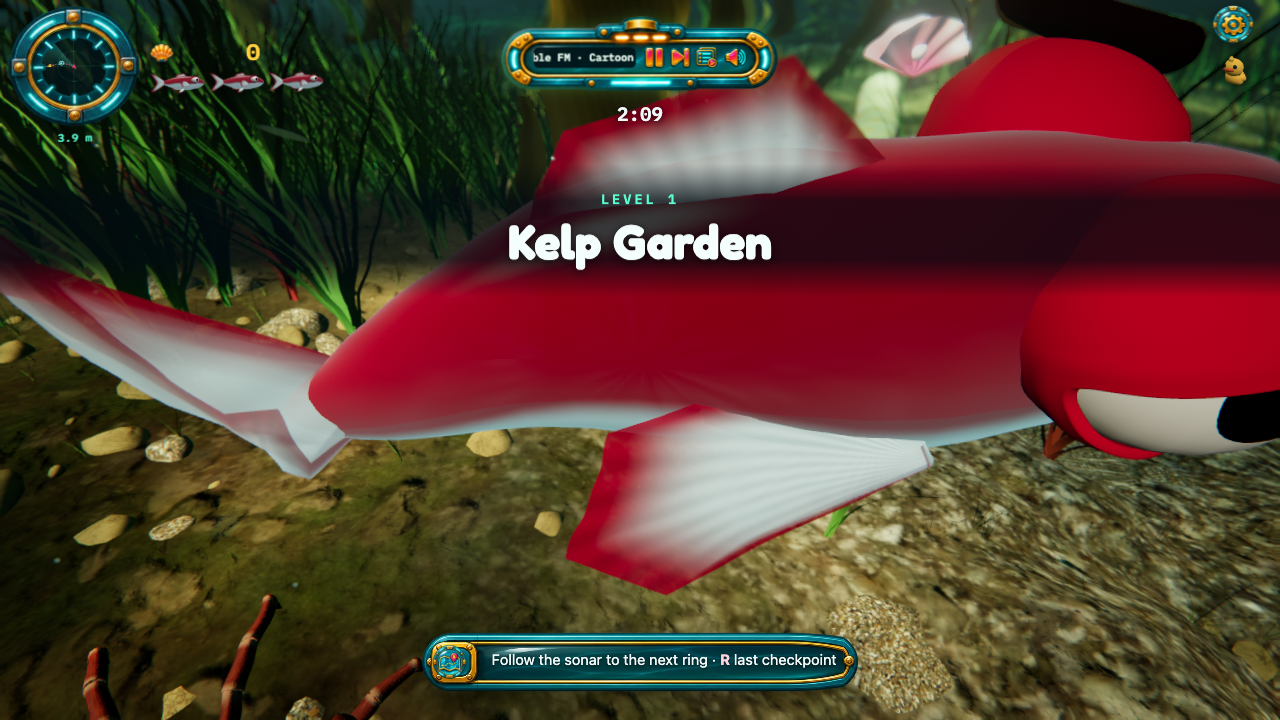 0
ble FM · Cartoon
3.9 m
2:09
LEVEL 1
Kelp Garden
Follow the sonar to the next ring · R last checkpoint